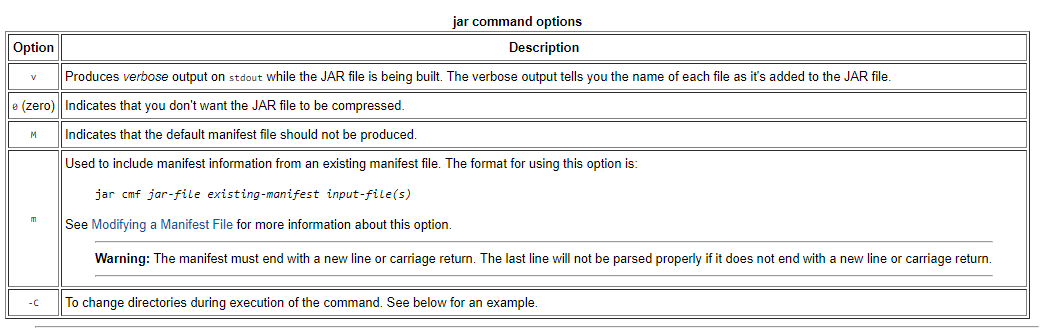 jar command options
Option Description
v Produces verbose output on stdout while the JAR file is being built. The verbose output tells you the name of each file as it's added to the JAR file.
0 (zero) Indicates that you don't want the JAR file to be compressed.
M Indicates that the default manifest file should not be produced.
m Used to include manifest information from an existing manifest file. The format for using this option is:
jar cmf jar-file existing-manifest input-file(s)
See Modifying a Manifest File for more information about this option.
Warning: The manifest must end with a new line or carriage return. The last line will not be parsed properly if it does not end with a new line or carriage return.
-C To change directories during execution of the command. See below for an example.